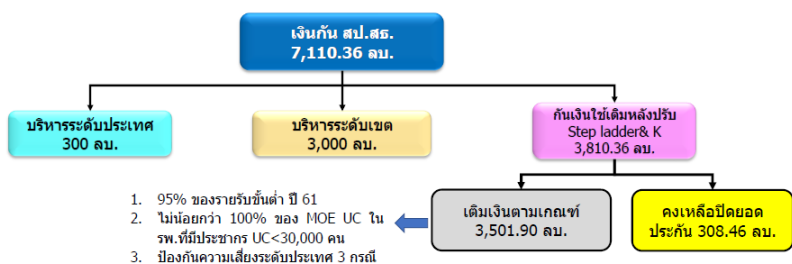 เงินกัน สป.สธ.
7,110.36 ลบ.
บริหารระดับประเทศ
300 ลบ.
บริหารระดับเขต
3,000 ลบ.
กันเงินใช้เติมหลังปรับ
Step ladder& K
3,810.36 ลบ.
1. 95% ของรายรับขั้นต่ำ ปี 61
2. ไม่น้อยกว่า 100% ของ MOE UC ใน
รพ.ที่มีประชากร UC<30,000 คน
3. ป้องกันความเสี่ยงระดับประเทศ 3 กรณี
เติมเงินตามเกณฑ์
3,501.90 ลบ.
คงเหลือปิดยอด
ประกัน 308.46 ลบ.